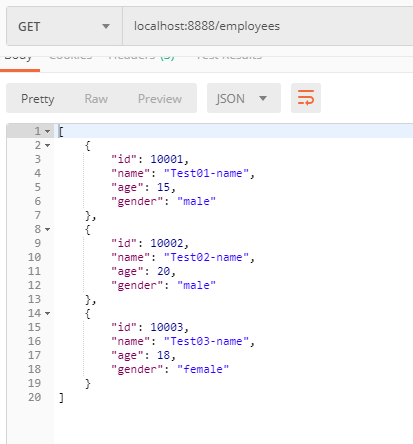 GET localhost:8888/employees
Body Cookies Headers (3) Test Results
Pretty Raw Preview JSON
1 [
2 {
3 "id": 10001,
4 "name": "Test01-name",
5 "age": 15,
6 "gender": "male"
7 },
8 {
9 "id": 10002,
10 "name": "Test02-name",
11 "age": 20,
12 "gender": "male"
13 },
14 {
15 "id": 10003,
16 "name": "Test03-name",
17 "age": 18,
18 "gender": "female"
19 }
20 ]